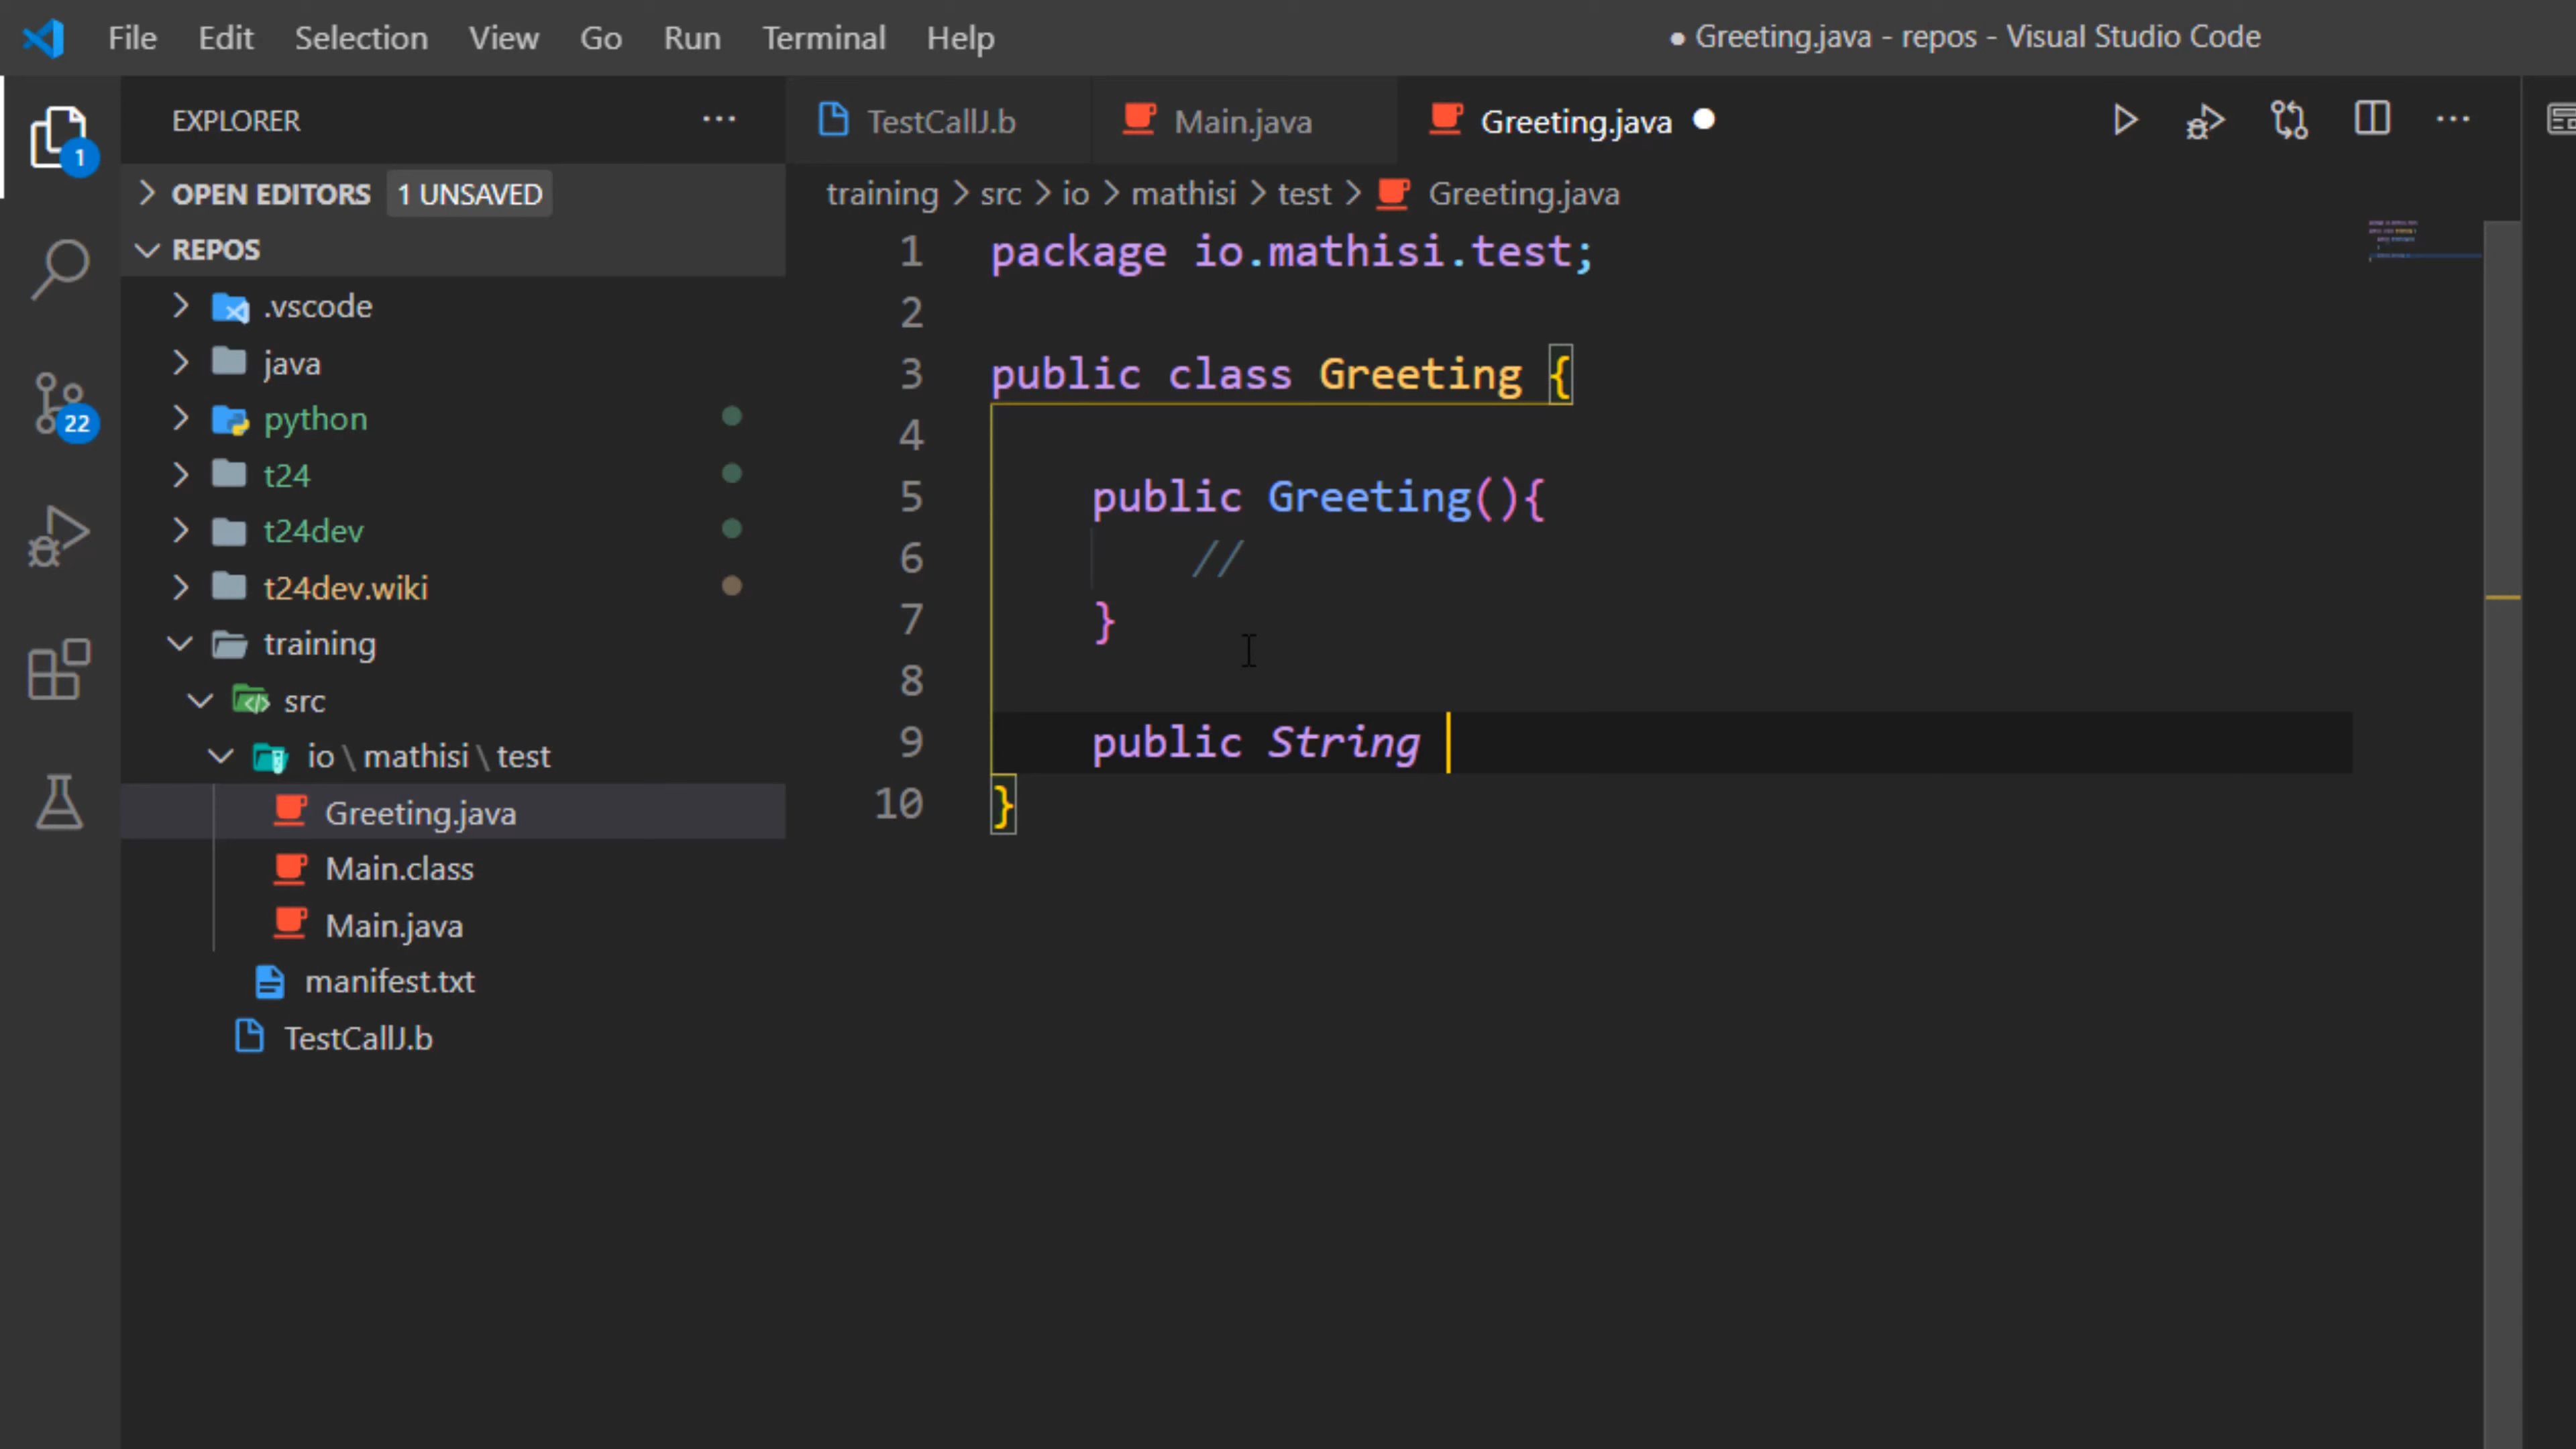 File Edit Selection View Go Run Terminal Help
● Greeting.java - repos - Visual Studio Code
EXPLORER ···
1
OPEN EDITORS 1 UNSAVED
REPOS
.vscode
java
python
22
t24
t24dev
t24dev.wiki
training
src
io \ mathisi \ test
Greeting.java
Main.class
Main.java
manifest.txt
TestCallJ.b
TestCallJ.b Main.java Greeting.java
training > src > io > mathisi > test > Greeting.java
1 package io.mathisi.test;
2
3 public class Greeting {
4
5 public Greeting(){
6 //
7 }
8
9 public String
10 }